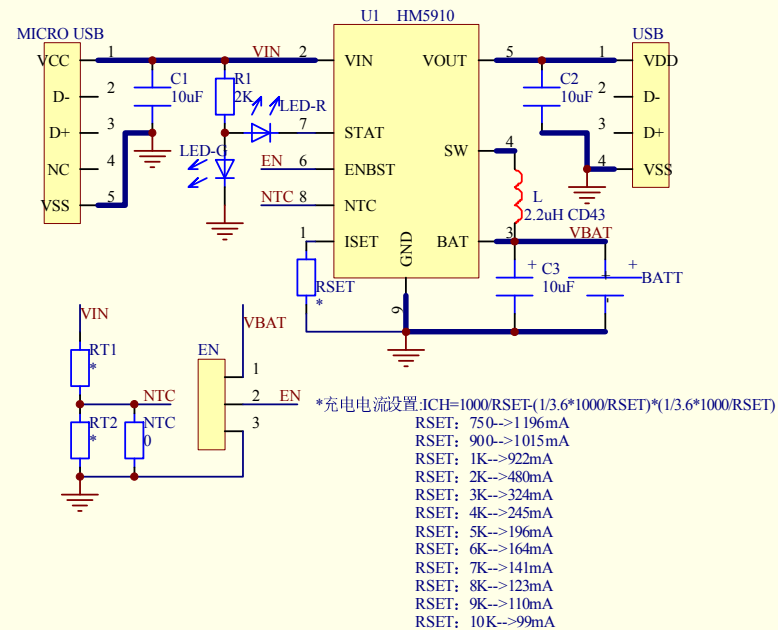 U1 HM5910
MICRO USB
VCC 1
D- 2
D+ 3
NC 4
VSS 5
C1
10uF
R1
2K
VIN 2 VIN
LED-R
LED-G
7 STAT
EN 6 ENBST
NTC 8 NTC
1 ISET
RSET
*
GND
9
VOUT 5
SW 4
BAT 3
L
2.2uH CD43
VBAT
C2
10uF
USB
1 VDD
2 D-
3 D+
4 VSS
+ C3
10uF
+
+ BATT
-
VIN
RT1
*
RT2
*
NTC
NTC
0
VBAT
EN
1
2 EN
3
*充电电流设置:ICH=1000/RSET-(1/3.6*1000/RSET)*(1/3.6*1000/RSET)
RSET：750-->1196mA
RSET：900-->1015mA
RSET：1K-->922mA
RSET：2K-->480mA
RSET：3K-->324mA
RSET：4K-->245mA
RSET：5K-->196mA
RSET：6K-->164mA
RSET：7K-->141mA
RSET：8K-->123mA
RSET：9K-->110mA
RSET：10K-->99mA